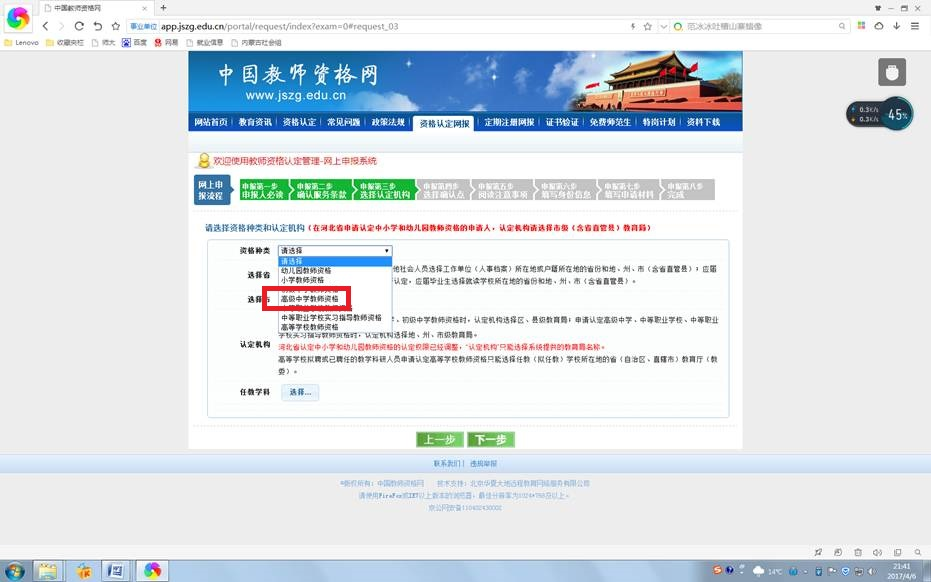 中国教师资格网
app.jszg.edu.cn/portal/request/index?exam=0#request_03
范冰冰吐槽山寨猫像
Lenovo
收藏夹栏
师大
百度
网易
就业信息
内蒙古社会组
中国教师资格网
www.jszg.edu.cn
0.3K/s
0.3K/s
45%
网站首页 教育资讯 资格认定 常见问题 政策法规 资格认定网报 定期注册网报 证书验证 免费师范生 特岗计划 资料下载
欢迎使用教师资格认定管理-网上申报系统
网上申
报流程
申报第一步
申报人必读
申报第二步
确认服务条款
申报第三步
选择认定机构
申报第四步
选择确认点
申报第五步
阅读注意事项
申报第六步
填写身份信息
申报第七步
填写申请材料
申报第八步
完成
请选择资格种类和认定机构(在河北省申请认定中小学和幼儿园教师资格的申请人,认定机构请选择市级(含省直管县)教育局)
资格种类 请选择
请选择
幼儿园教师资格
小学教师资格
高级中学教师资格
中等职业学校实习指导教师资格
高等学校教师资格
选择省
地社会人员选择工作单位(人事档案)所在地或户籍所在地的省份和地、州、市(含省直管县);应届
认定,应届毕业生选择就读学校所在地的省份和地、州、市(含省直管县)。
选择
、初级中学教师资格时,认定机构选择区、县级教育局;申请认定高级中学、中等职业学校、中等职业
学校实习指导教师资格时,认定机构选择地、州、市级教育局。
认定机构
河北省认定中小学和幼儿园教师资格的认定权限已经调整,"认定机构"只能选择系统提供的教育局名称。
高等学校拟聘或已聘任的教学科研人员申请认定高等学校教师资格只能选择任教(拟任教)学校所在地的省(自治区、直辖市)教育厅(教
委)。
任教学科 选择...
上一步 下一步
联系我们 | 违规举报
©版权所有:中国教师资格网 技术支持:北京华夏大地远程教育网络服务有限公司
请使用FireFox或IE7以上版本的浏览器;最佳分辨率为1024*768及以上。
京公网安备110402430002
14℃
21:41
2017/4/6